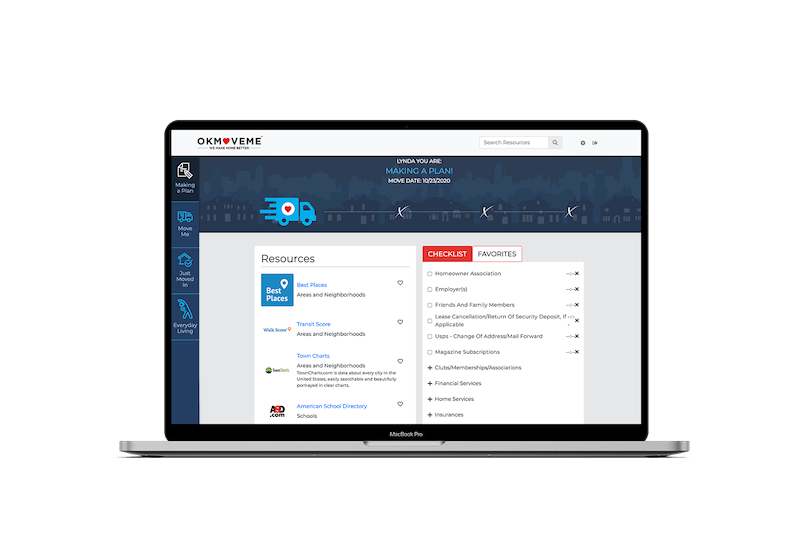 OKMOVEME
WE MAKE HOME BETTER
Search Resources
LYNDA YOU ARE:
MAKING A PLAN!
MOVE DATE: 10/23/2020
Making
a Plan
Move
Me
Just
Moved
In
Everyday
Living
Resources
Best
Places
Best Places
Areas and Neighborhoods
Walk Score
Transit Score
Areas and Neighborhoods
TownCharts
Town Charts
Areas and Neighborhoods
TownCharts.com is data about every city in the
United States, easily searchable and beautifully
portrayed in clear charts.
ASD
.com
American School Directory
Schools
CHECKLIST
FAVORITES
Homeowner Association
Employer(s)
Friends And Family Members
Lease Cancellation/Return Of Security Deposit, If
Applicable
Usps - Change Of Address/Mail Forward
Magazine Subscriptions
Clubs/Memberships/Associations
Financial Services
Home Services
Insurances
MacBook Pro